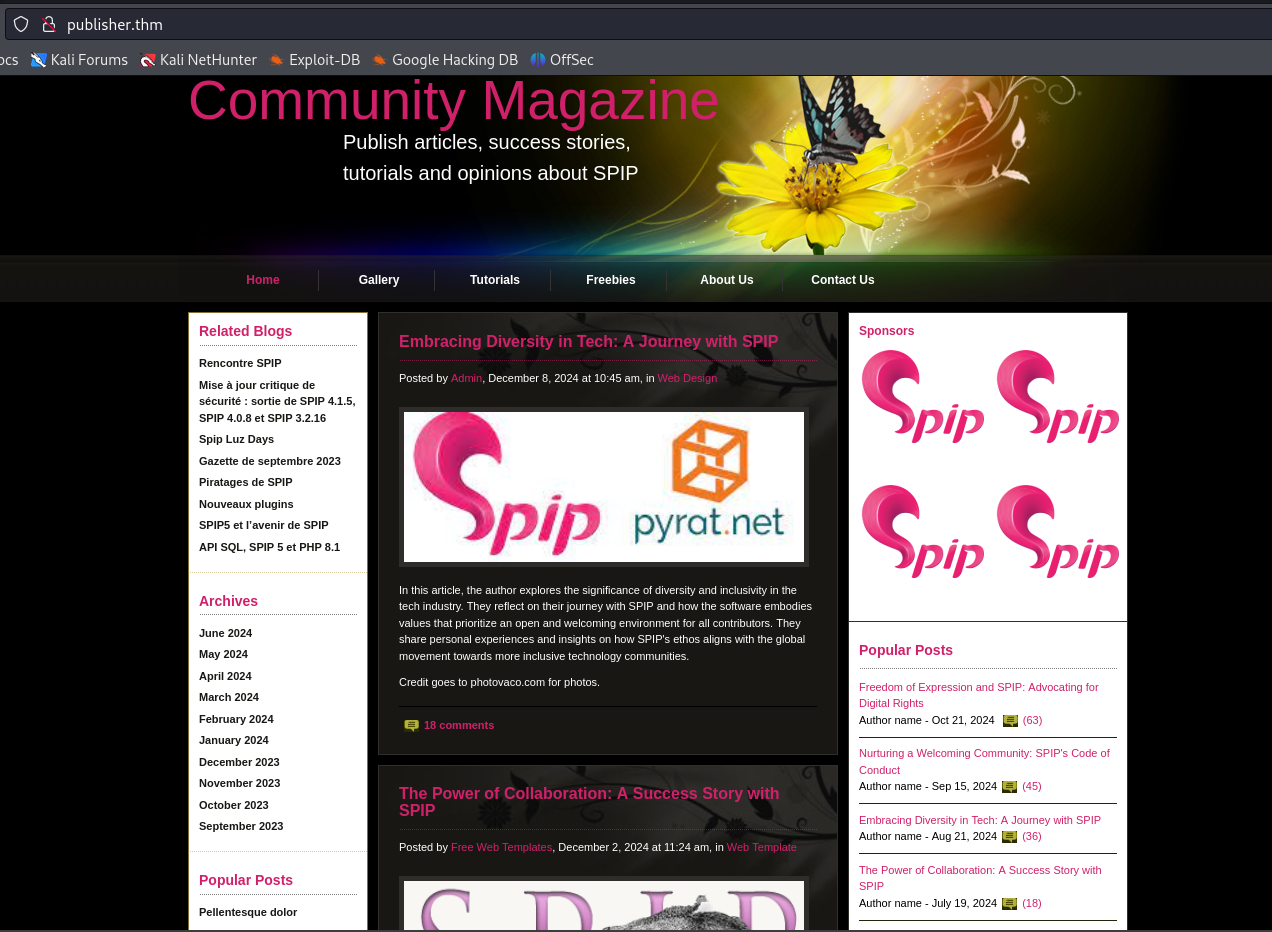 publisher.thm
ocs
Kali Forums
Kali NetHunter
Exploit-DB
Google Hacking DB
OffSec
Community Magazine
Publish articles, success stories,
tutorials and opinions about SPIP
Home
Gallery
Tutorials
Freebies
About Us
Contact Us
Related Blogs
Rencontre SPIP
Mise à jour critique de
sécurité : sortie de SPIP 4.1.5,
SPIP 4.0.8 et SPIP 3.2.16
Spip Luz Days
Gazette de septembre 2023
Piratages de SPIP
Nouveaux plugins
SPIP5 et l'avenir de SPIP
API SQL, SPIP 5 et PHP 8.1
Archives
June 2024
May 2024
April 2024
March 2024
February 2024
January 2024
December 2023
November 2023
October 2023
September 2023
Popular Posts
Pellentesque dolor
Embracing Diversity in Tech: A Journey with SPIP
Posted by Admin, December 8, 2024 at 10:45 am, in Web Design
Spip
pyrat.net
In this article, the author explores the significance of diversity and inclusivity in the
tech industry. They reflect on their journey with SPIP and how the software embodies
values that prioritize an open and welcoming environment for all contributors. They
share personal experiences and insights on how SPIP's ethos aligns with the global
movement towards more inclusive technology communities.
Credit goes to photovaco.com for photos.
18 comments
The Power of Collaboration: A Success Story with
SPIP
Posted by Free Web Templates, December 2, 2024 at 11:24 am, in Web Template
SPIP
Sponsors
Spip
Spip
Spip
Spip
Popular Posts
Freedom of Expression and SPIP: Advocating for
Digital Rights
Author name - Oct 21, 2024 (63)
Nurturing a Welcoming Community: SPIP's Code of
Conduct
Author name - Sep 15, 2024 (45)
Embracing Diversity in Tech: A Journey with SPIP
Author name - Aug 21, 2024 (36)
The Power of Collaboration: A Success Story with
SPIP
Author name - July 19, 2024 (18)